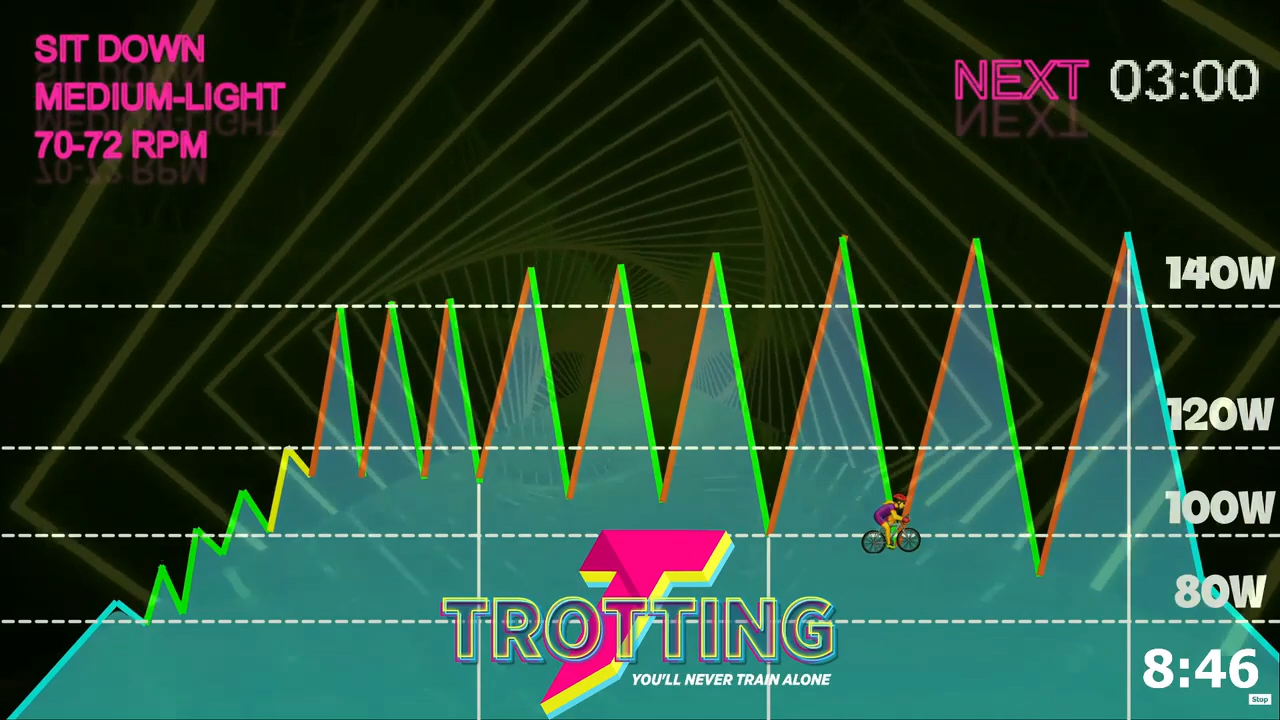 SIT DOWN
MEDIUM-LIGHT
70-72 RPM
NEXT 03:00
140W
120W
100W
80W
TROTTING
YOU'LL NEVER TRAIN ALONE
8:46
Stop